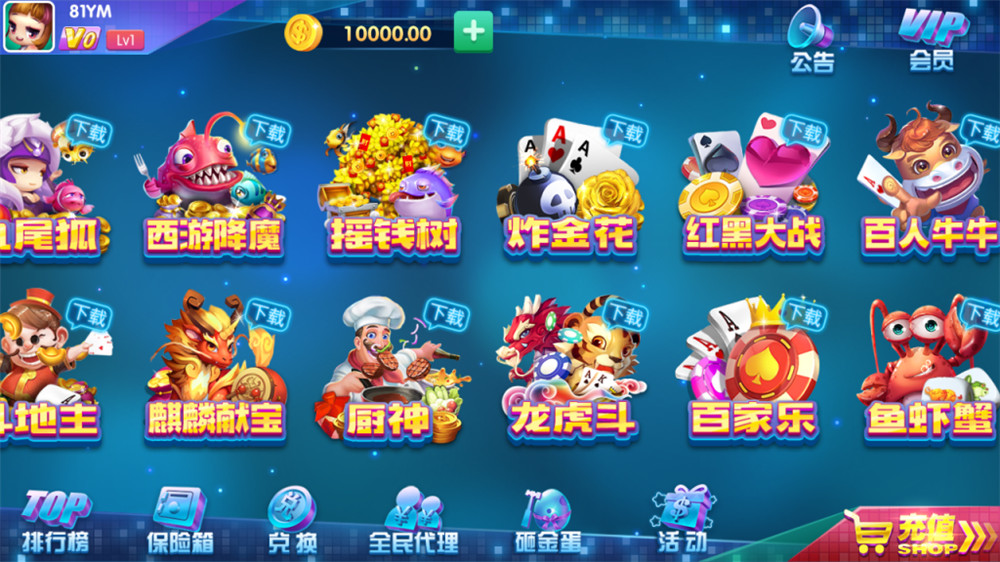 81YM
V0 Lv1
10000.00
公告
VIP
会员
下载
下载
下载
下载
下载
下载
九尾狐
西游降魔
摇钱树
炸金花
红黑大战
百人牛牛
下载
下载
下载
下载
下载
下载
斗地主
麒麟献宝
厨神
龙虎斗
百家乐
鱼虾蟹
TOP
排行榜
保险箱
兑换
全民代理
砸金蛋
活动
充值
SHOP